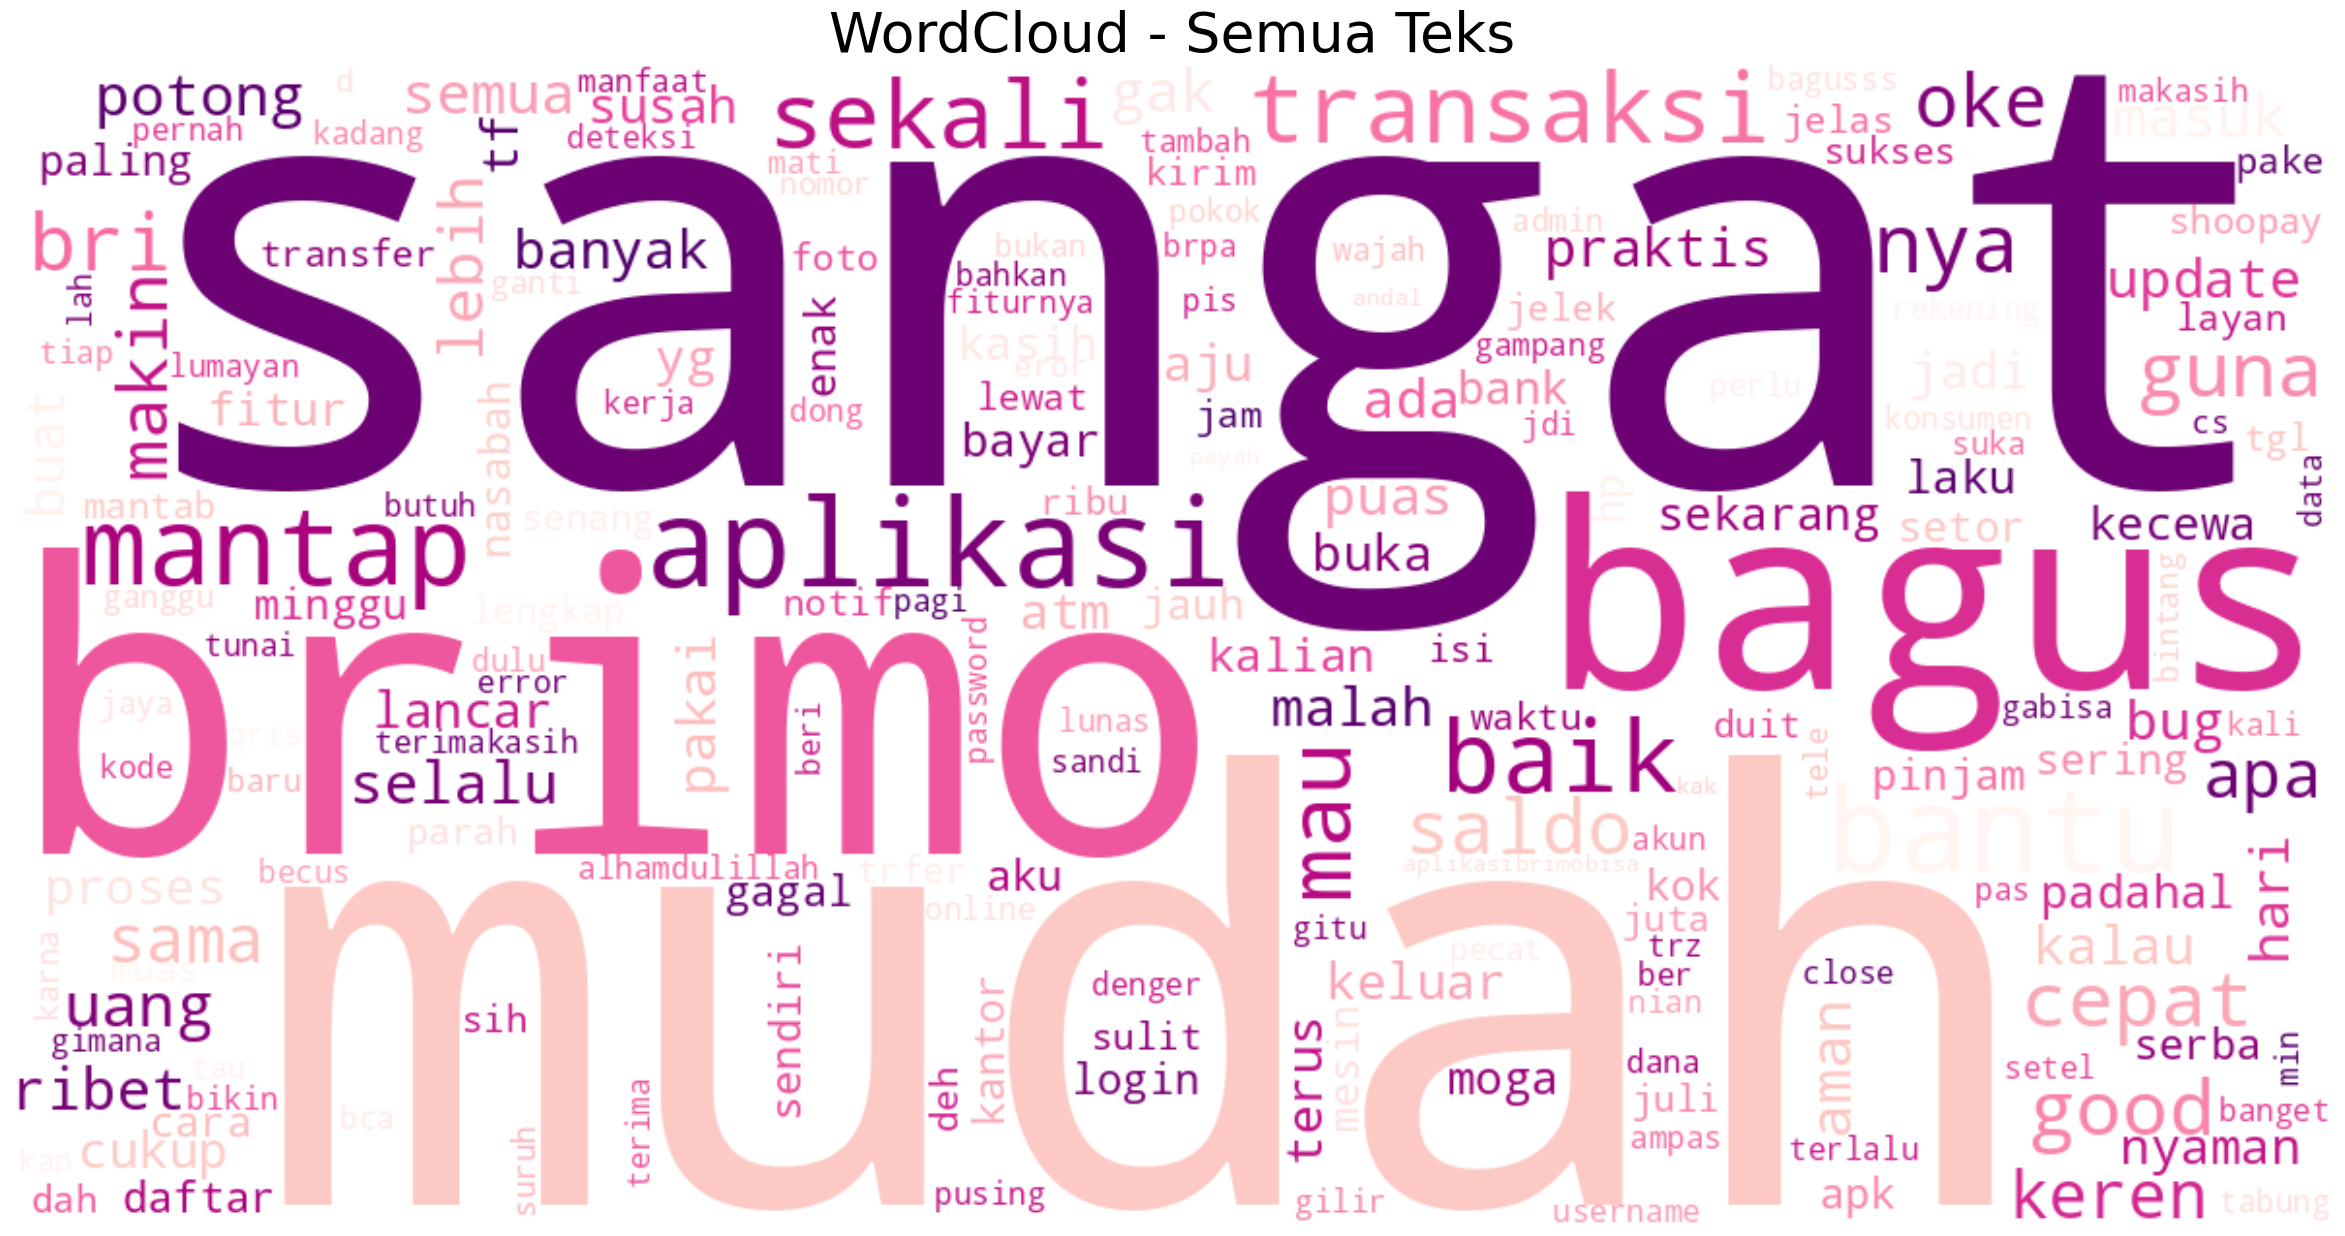 WordCloud - Semua Teks
potong
pernah
kadang
d
semua
manfaat
susah
deteksi
tf
sekali
gak
transaksi
bagusss
jelas
oke
makasih
masuk
paling
mati
nomor
tambah
kirim
sukses
pake
sangat
bri
transfer
lebih
banyak
foto
pokok
brpa
bukan
bahkan
fiturnya
wajah
admin
praktis
nya
shoopay
update
lah
makin
ganti
enak
pis
andal
jelek
rekening
layan
tiap
lumayan
fitur
yg
kerja
dong
kasih
eror
lewat
bayar
aju
jam
gampang
ada
bank
jdi
perlu
jadi
konsumen
suka
guna
cs
tgl
buat
nasabah
payah
laku
data
mantab
butuh
senang
ribu
puas
hp
sekarang
setor
kecewa
mantap
aplikasi
buka
bagus
ganggu
minggu
lengkap
notif
pagi
atm
jauh
bintang
brimo
tunai
dulu
error
pakai
password
kalian
isi
jaya
qris
lancar
terimakasih
beri
lunas
sandi
malah
waktu
duit
gabisa
bug
kali
kode
baru
selalu
mau
baik
kak
tele
pinjam
sering
apa
parah
saldo
akun
bantu
becus
alhamdulillah
trfer
aku
aplikasibrimobisa
proses
gagal
online
kok
juta
pas
padahal
hari
mudah
sama
karna
muas
gitu
pecat
trz
ber
kalau
uang
gimana
sih
sendiri
kantor
denger
sulit
login
keluar
nian
close
cepat
tau
terus
mesin
moga
dana
aman
serba
min
ribet
bikin
cara
bca
terima
deh
juli
ampas
setel
good
banget
kan
cukup
suruh
terlalu
nyaman
dah
daftar
pusing
gilir
username
apk
keren
tabung